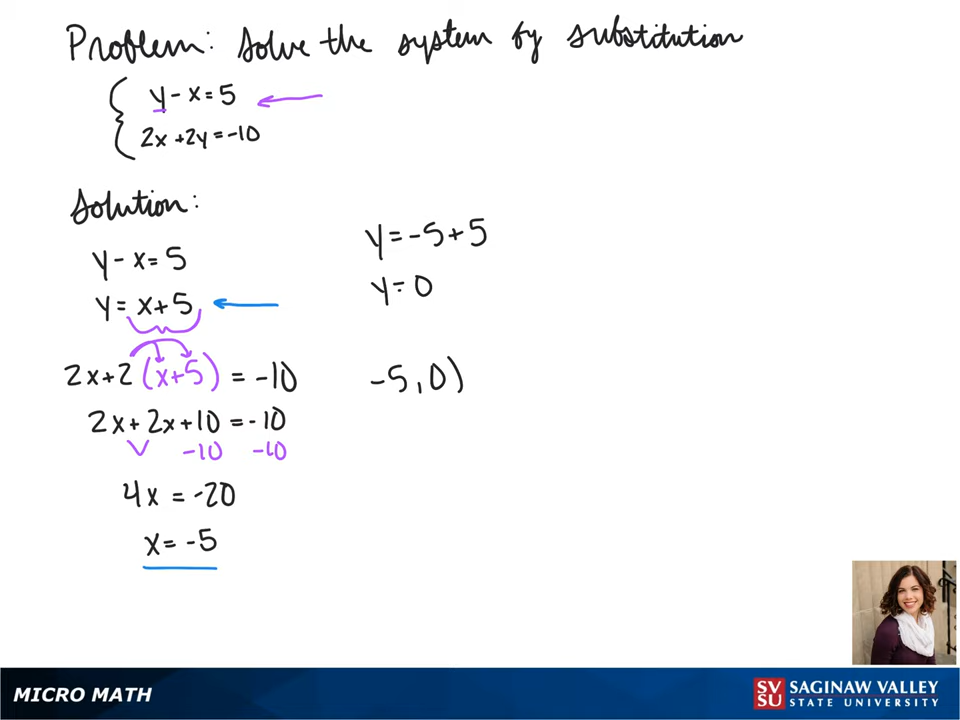 Problem: Solve the system by substitution
y - x = 5
2x + 2y = -10
Solution:
y - x = 5
y = x + 5
2x + 2 (x + 5) = -10
2x + 2x + 10 = -10
-10 -10
4x = -20
x = -5
y = -5 + 5
y = 0
-5, 0)
MICRO MATH
SVSU SAGINAW VALLEY
STATE UNIVERSITY